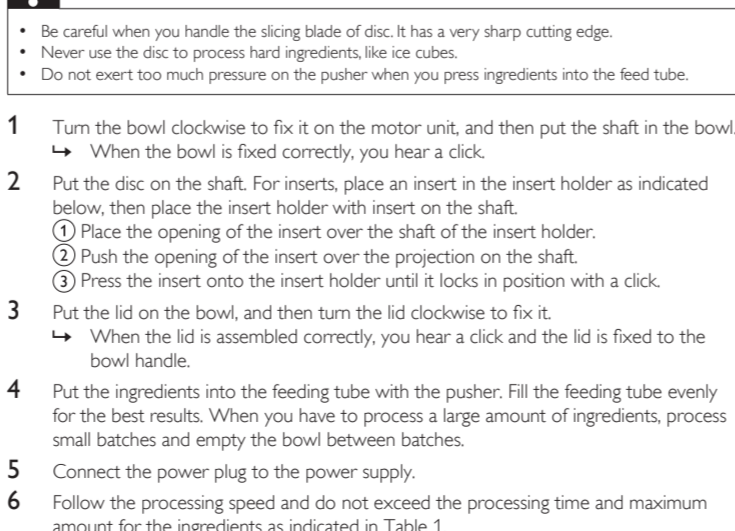 • Be careful when you handle the slicing blade of disc. It has a very sharp cutting edge.
• Never use the disc to process hard ingredients, like ice cubes.
• Do not exert too much pressure on the pusher when you press ingredients into the feed tube.
1 Turn the bowl clockwise to fix it on the motor unit, and then put the shaft in the bowl.
↳ When the bowl is fixed correctly, you hear a click.
2 Put the disc on the shaft. For inserts, place an insert in the insert holder as indicated
below, then place the insert holder with insert on the shaft.
① Place the opening of the insert over the shaft of the insert holder.
② Push the opening of the insert over the projection on the shaft.
③ Press the insert onto the insert holder until it locks in position with a click.
3 Put the lid on the bowl, and then turn the lid clockwise to fix it.
↳ When the lid is assembled correctly, you hear a click and the lid is fixed to the
bowl handle.
4 Put the ingredients into the feeding tube with the pusher. Fill the feeding tube evenly
for the best results. When you have to process a large amount of ingredients, process
small batches and empty the bowl between batches.
5 Connect the power plug to the power supply.
6 Follow the processing speed and do not exceed the processing time and maximum
amount for the ingredients as indicated in Table 1